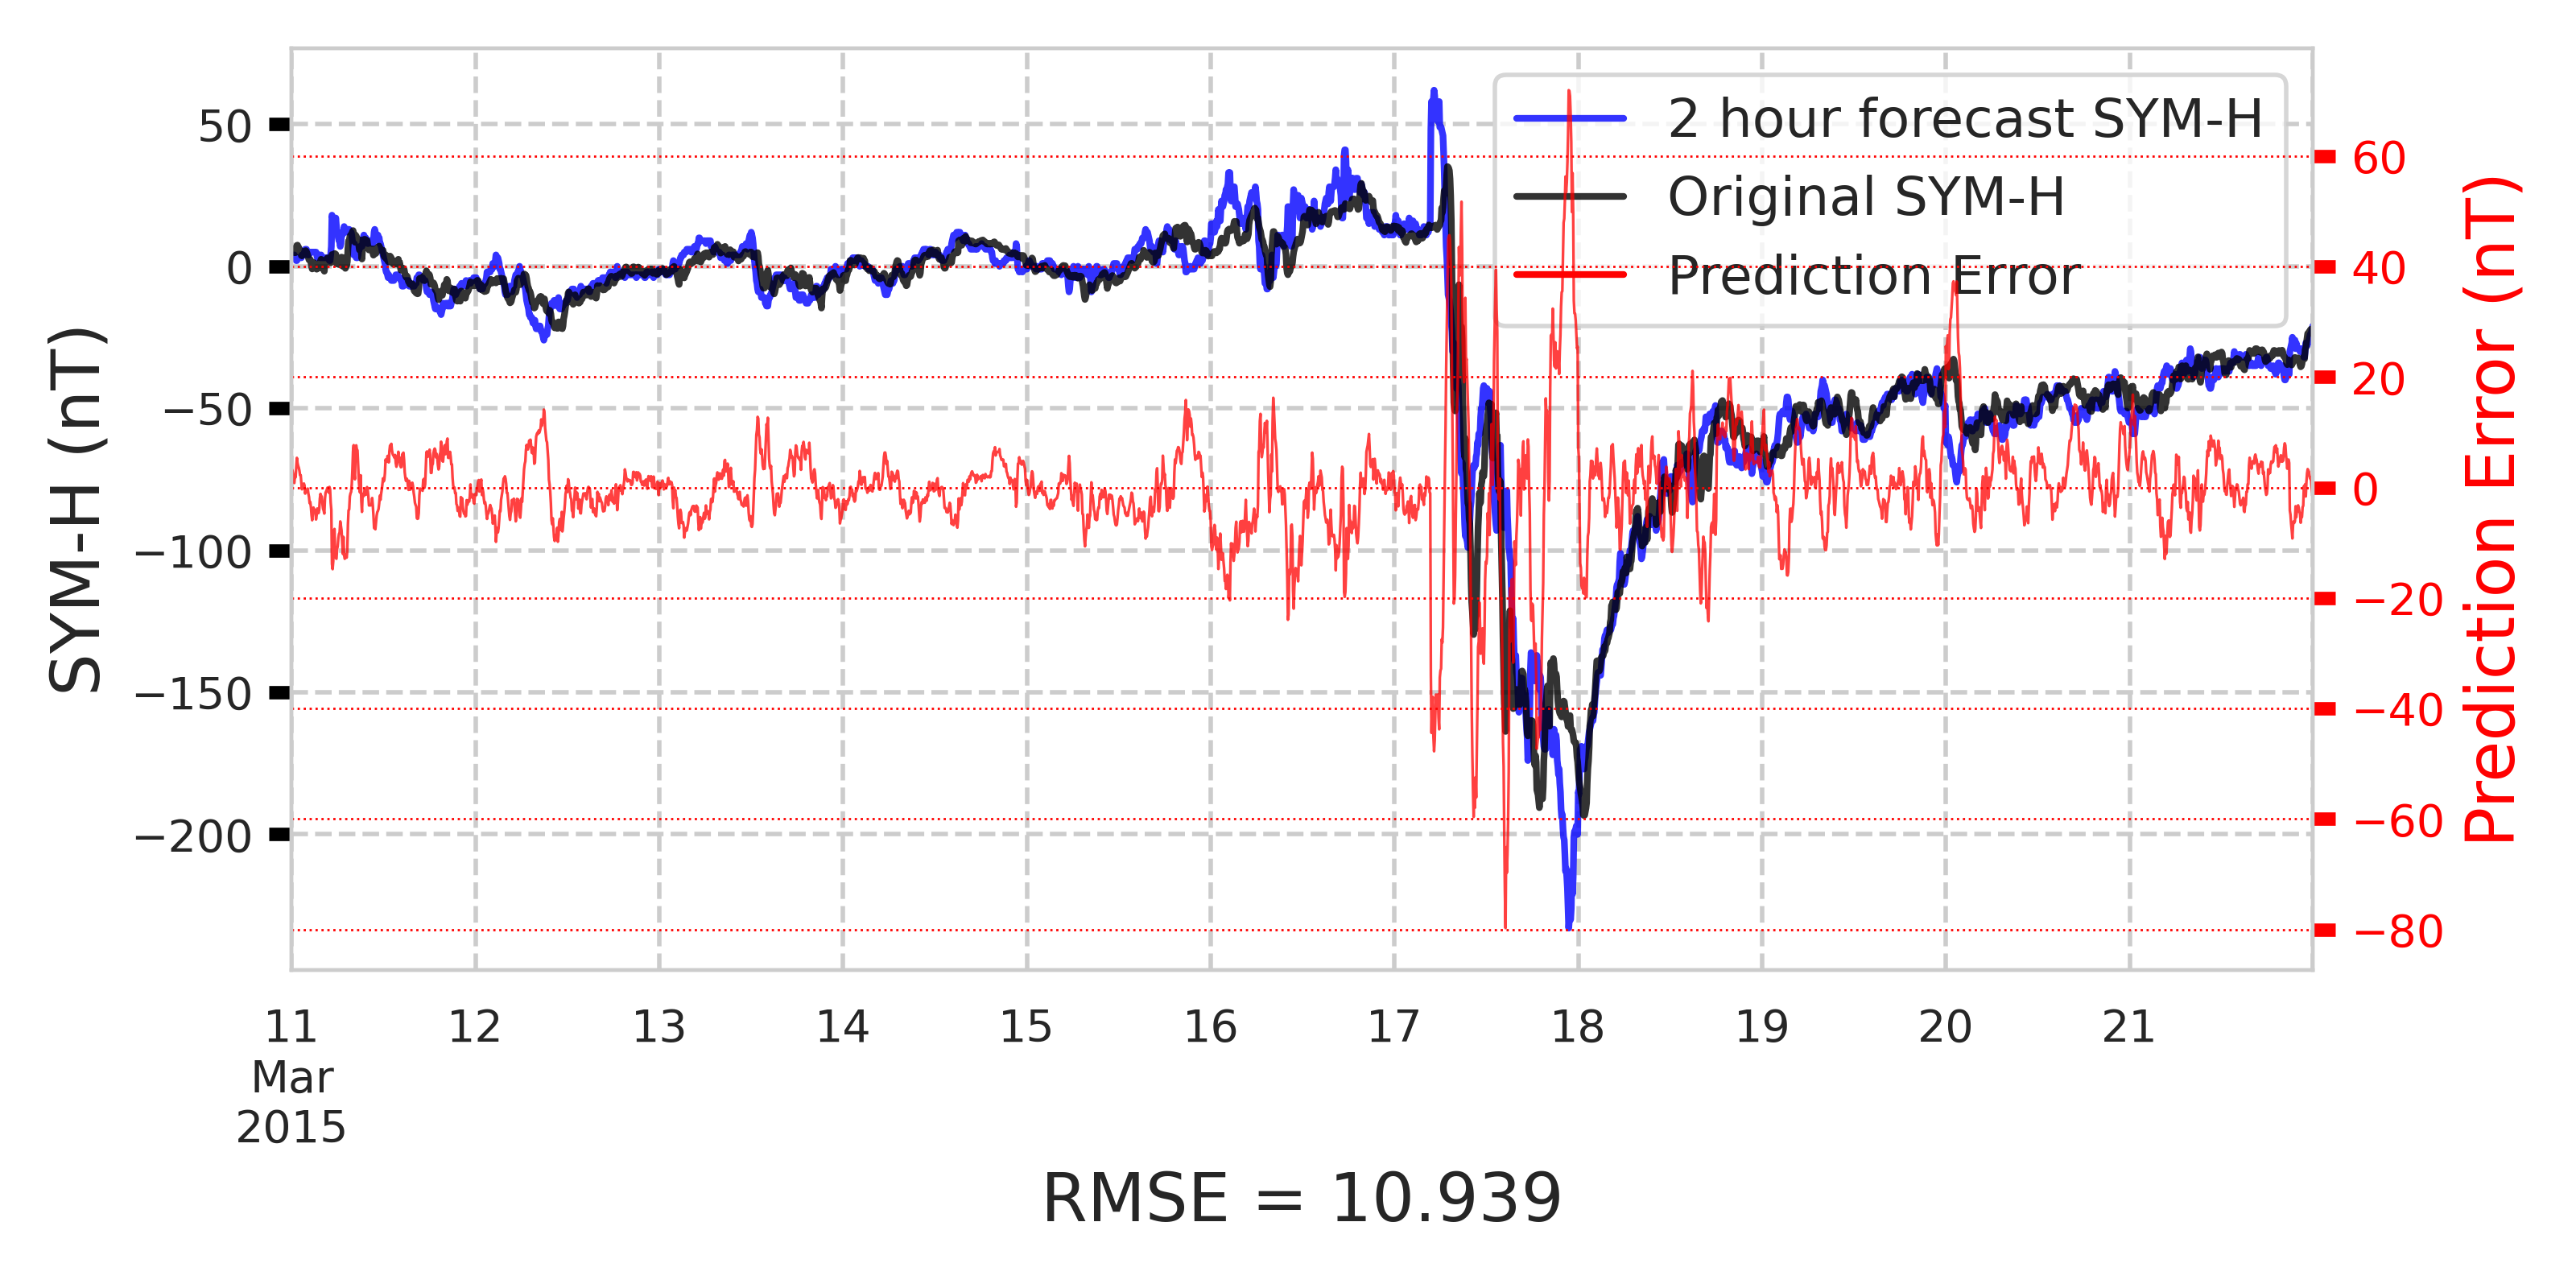 2 hour forecast SYM-H
Original SYM-H
Prediction Error
SYM-H (nT)
50
0
−50
−100
−150
−200
Prediction Error (nT)
60
40
20
0
−20
−40
−60
−80
11 12 13 14 15 16 17 18 19 20 21
Mar
2015
RMSE = 10.939